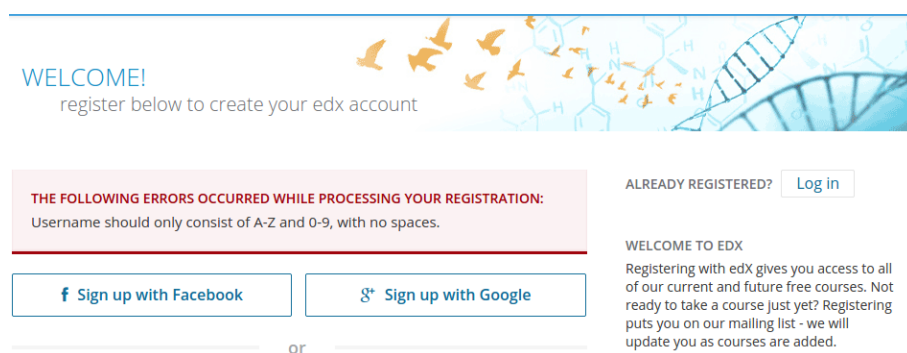 WELCOME!
register below to create your edx account
THE FOLLOWING ERRORS OCCURRED WHILE PROCESSING YOUR REGISTRATION:
Username should only consist of A-Z and 0-9, with no spaces.
f Sign up with Facebook
g+ Sign up with Google
or
ALREADY REGISTERED? Log in
WELCOME TO EDX
Registering with edX gives you access to all
of our current and future free courses. Not
ready to take a course just yet? Registering
puts you on our mailing list - we will
update you as courses are added.